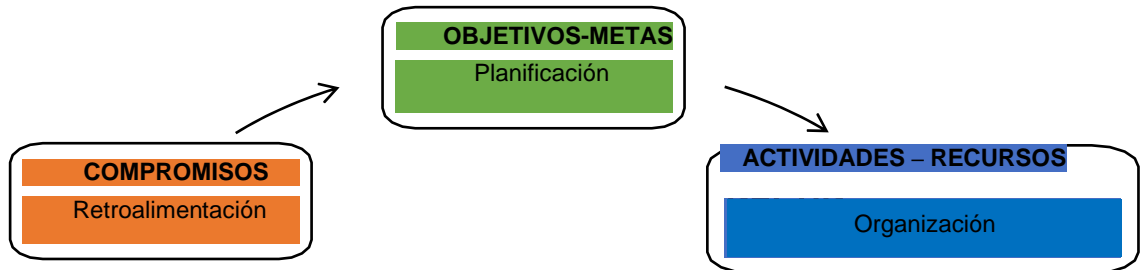 OBJETIVOS-METAS
Planificación
COMPROMISOS
Retroalimentación
ACTIVIDADES – RECURSOS
Organización